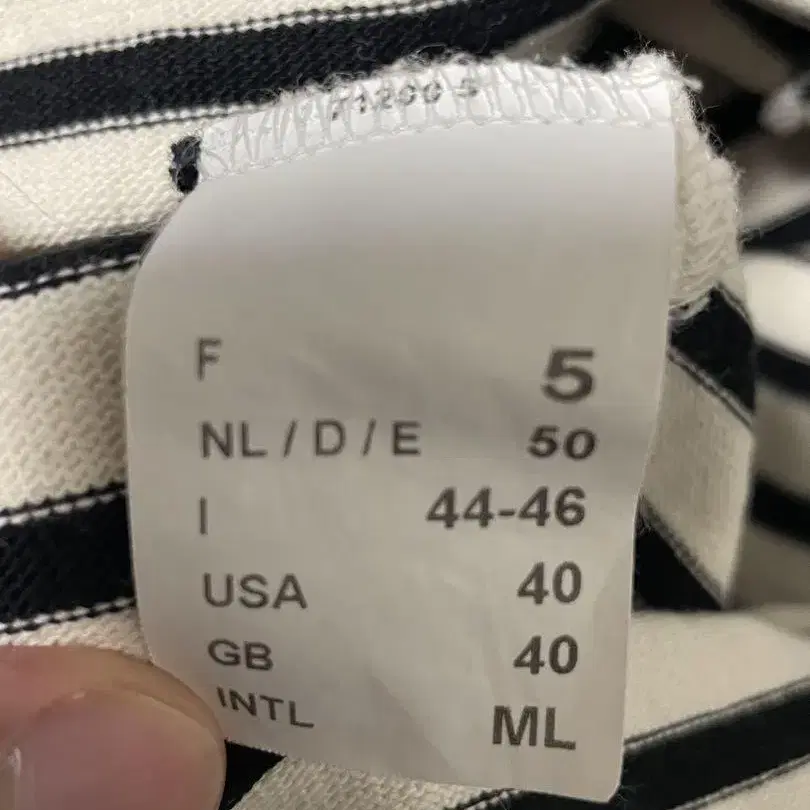 F 5
NL / D / E 50
I 44-46
USA 40
GB 40
INTL ML